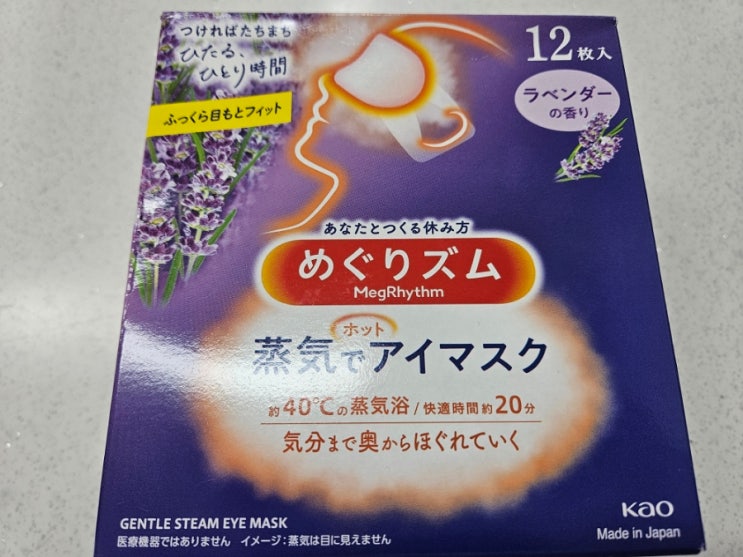 つければたちまち
ひたる、
ひとり時間
ふっくら目もとフィット
12枚入
ラベンダー
の香り
あなたとつくる休み方
めぐりズム
MegRhythm
ホット
蒸気でアイマスク
約40℃の蒸気浴/快適時間約20分
気分まで奥からほぐれていく
GENTLE STEAM EYE MASK
医療機器ではありません イメージ:蒸気は目に見えません
Kao
Made in Japan